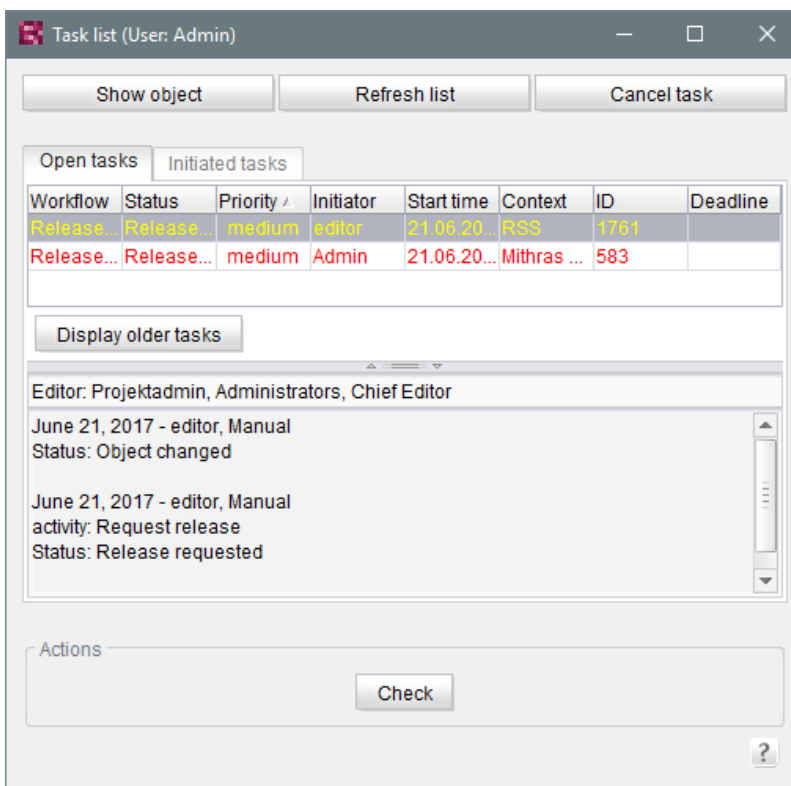 Task list (User: Admin)
Show object Refresh list Cancel task
Open tasks Initiated tasks
Workflow Status Priority Initiator Start time Context ID Deadline
Release... Release... medium editor 21.06.20... RSS 1761
Release... Release... medium Admin 21.06.20... Mithras ... 583
Display older tasks
Editor: Projektadmin, Administrators, Chief Editor
June 21, 2017 - editor, Manual
Status: Object changed
June 21, 2017 - editor, Manual
activity: Request release
Status: Release requested
Actions
Check
?